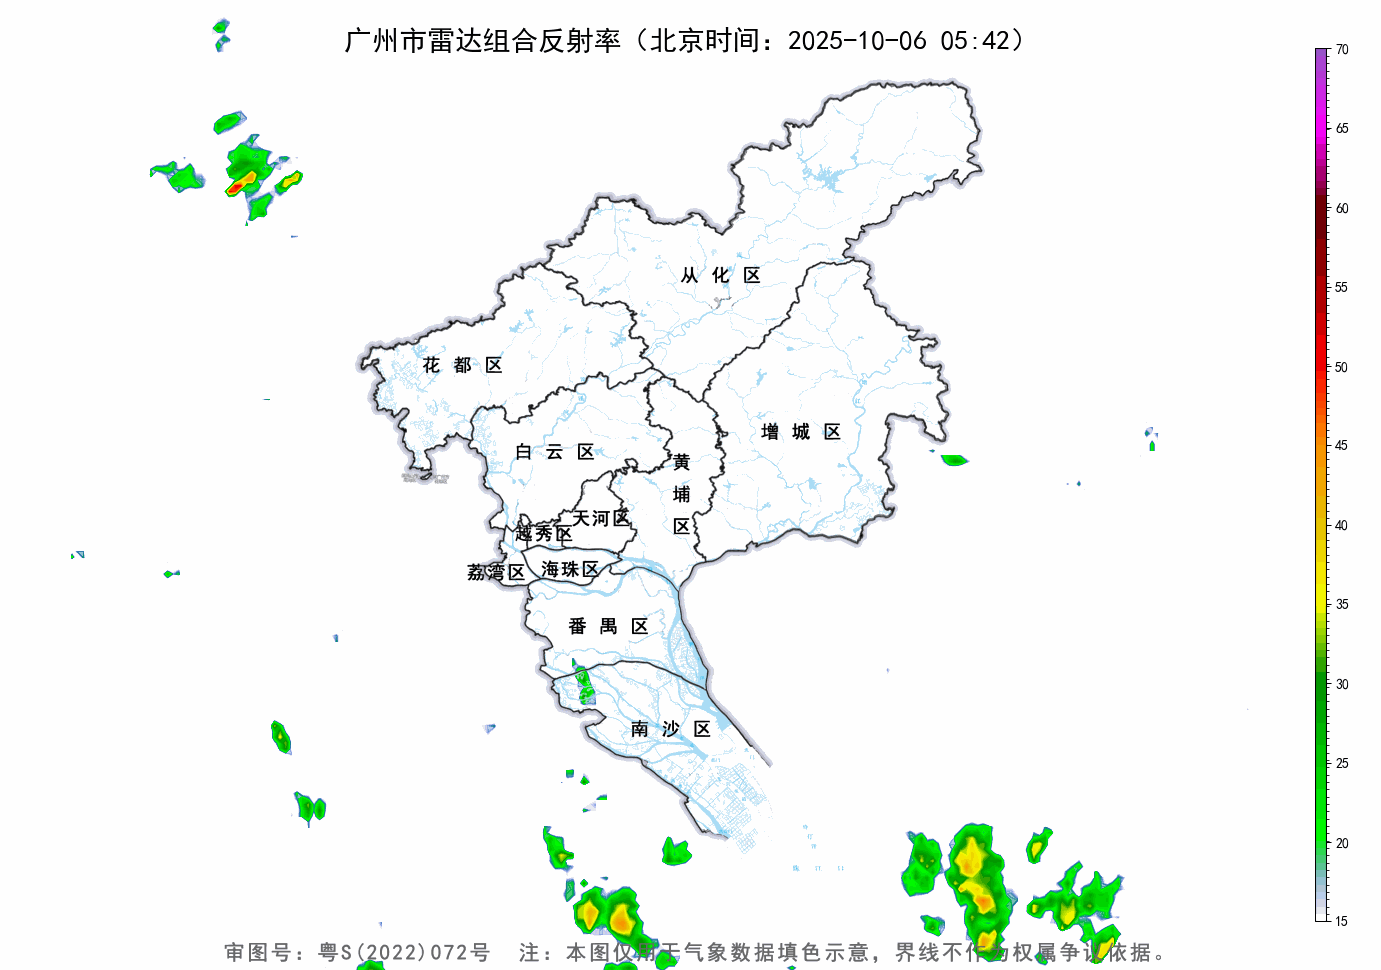 广州市雷达组合反射率（北京时间：2025-10-06 05:42）
70
65
60
55
50
45
40
35
30
25
20
15
从化区
花都区
增城区
白云区
黄埔区
天河区
越秀区
荔湾区
海珠区
番禺区
南沙区
审图号：粤S(2022)072号 注：本图仅用于气象数据填色示意，界线不作为权属争议依据。